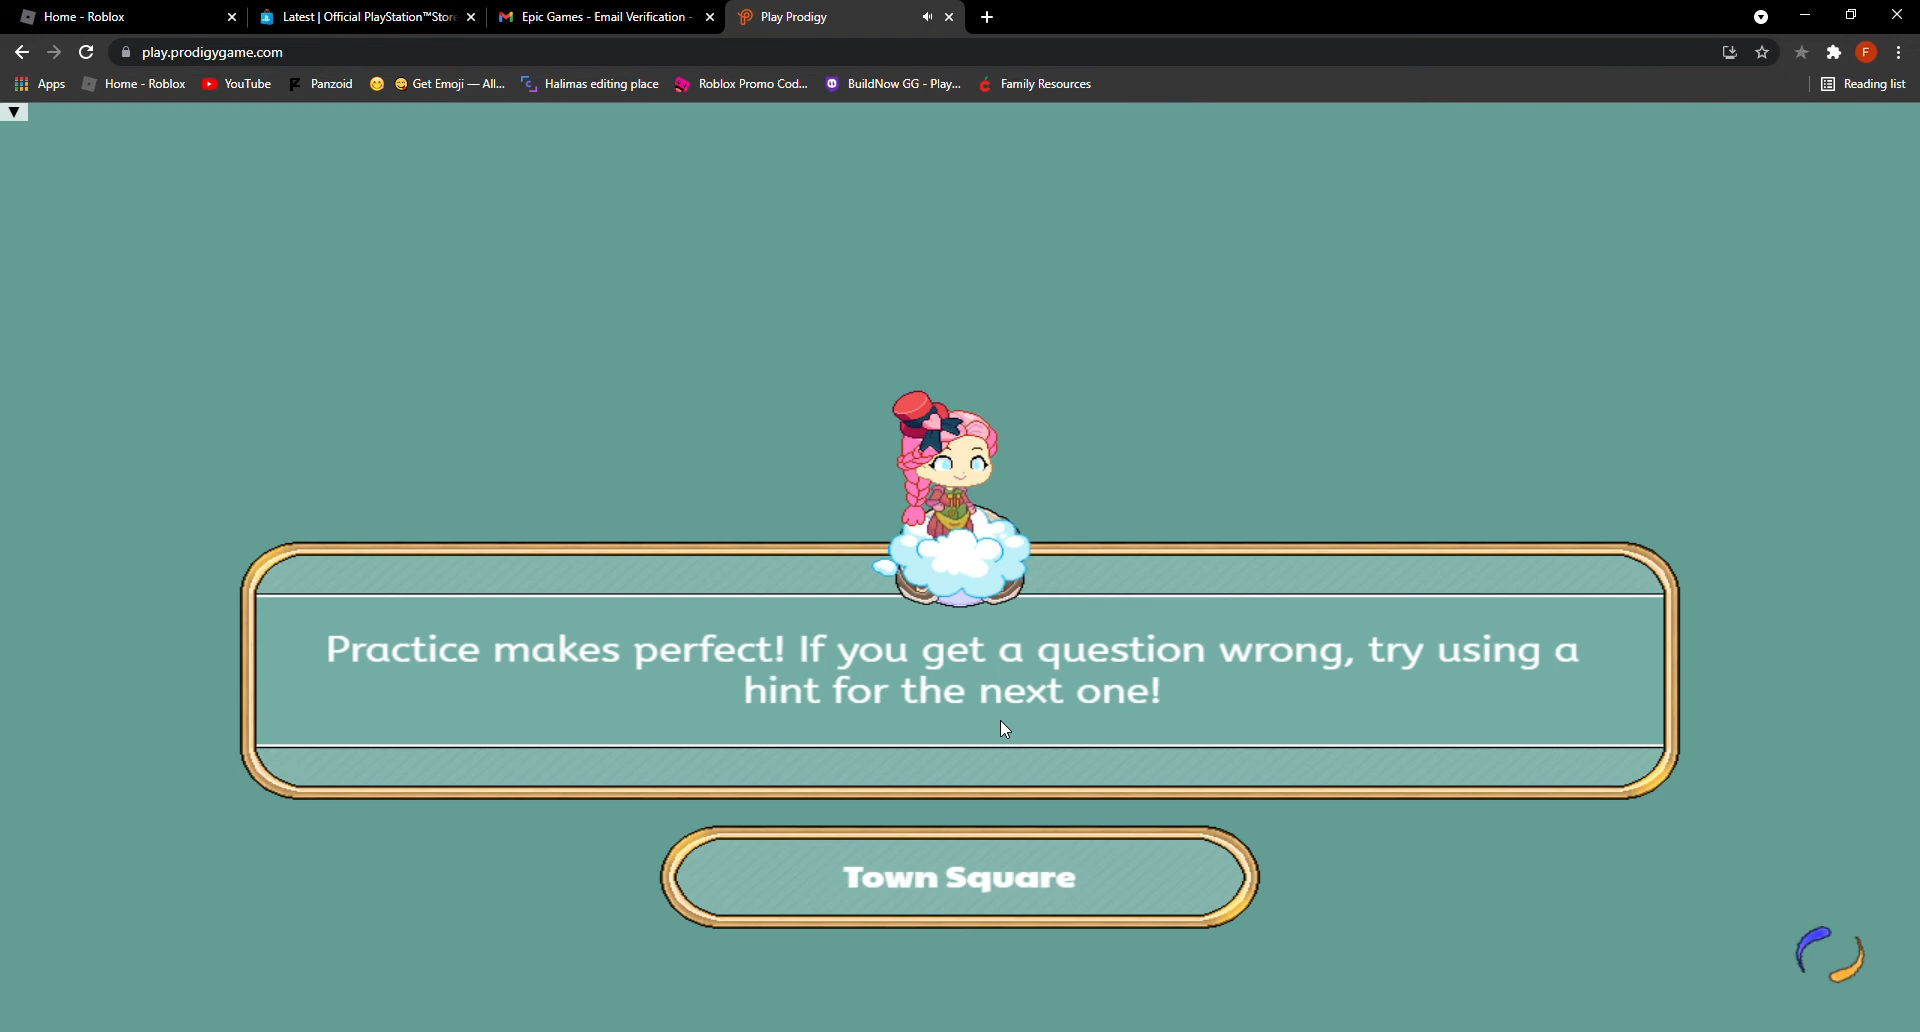 Home - Roblox
Latest | Official PlayStation™Store
Epic Games - Email Verification -
Play Prodigy
play.prodigygame.com
F
Apps
Home - Roblox
YouTube
Panzoid
Get Emoji — All...
Halimas editing place
Roblox Promo Cod...
BuildNow GG - Play...
Family Resources
Reading list
Practice makes perfect! If you get a question wrong, try using a
hint for the next one!
Town Square